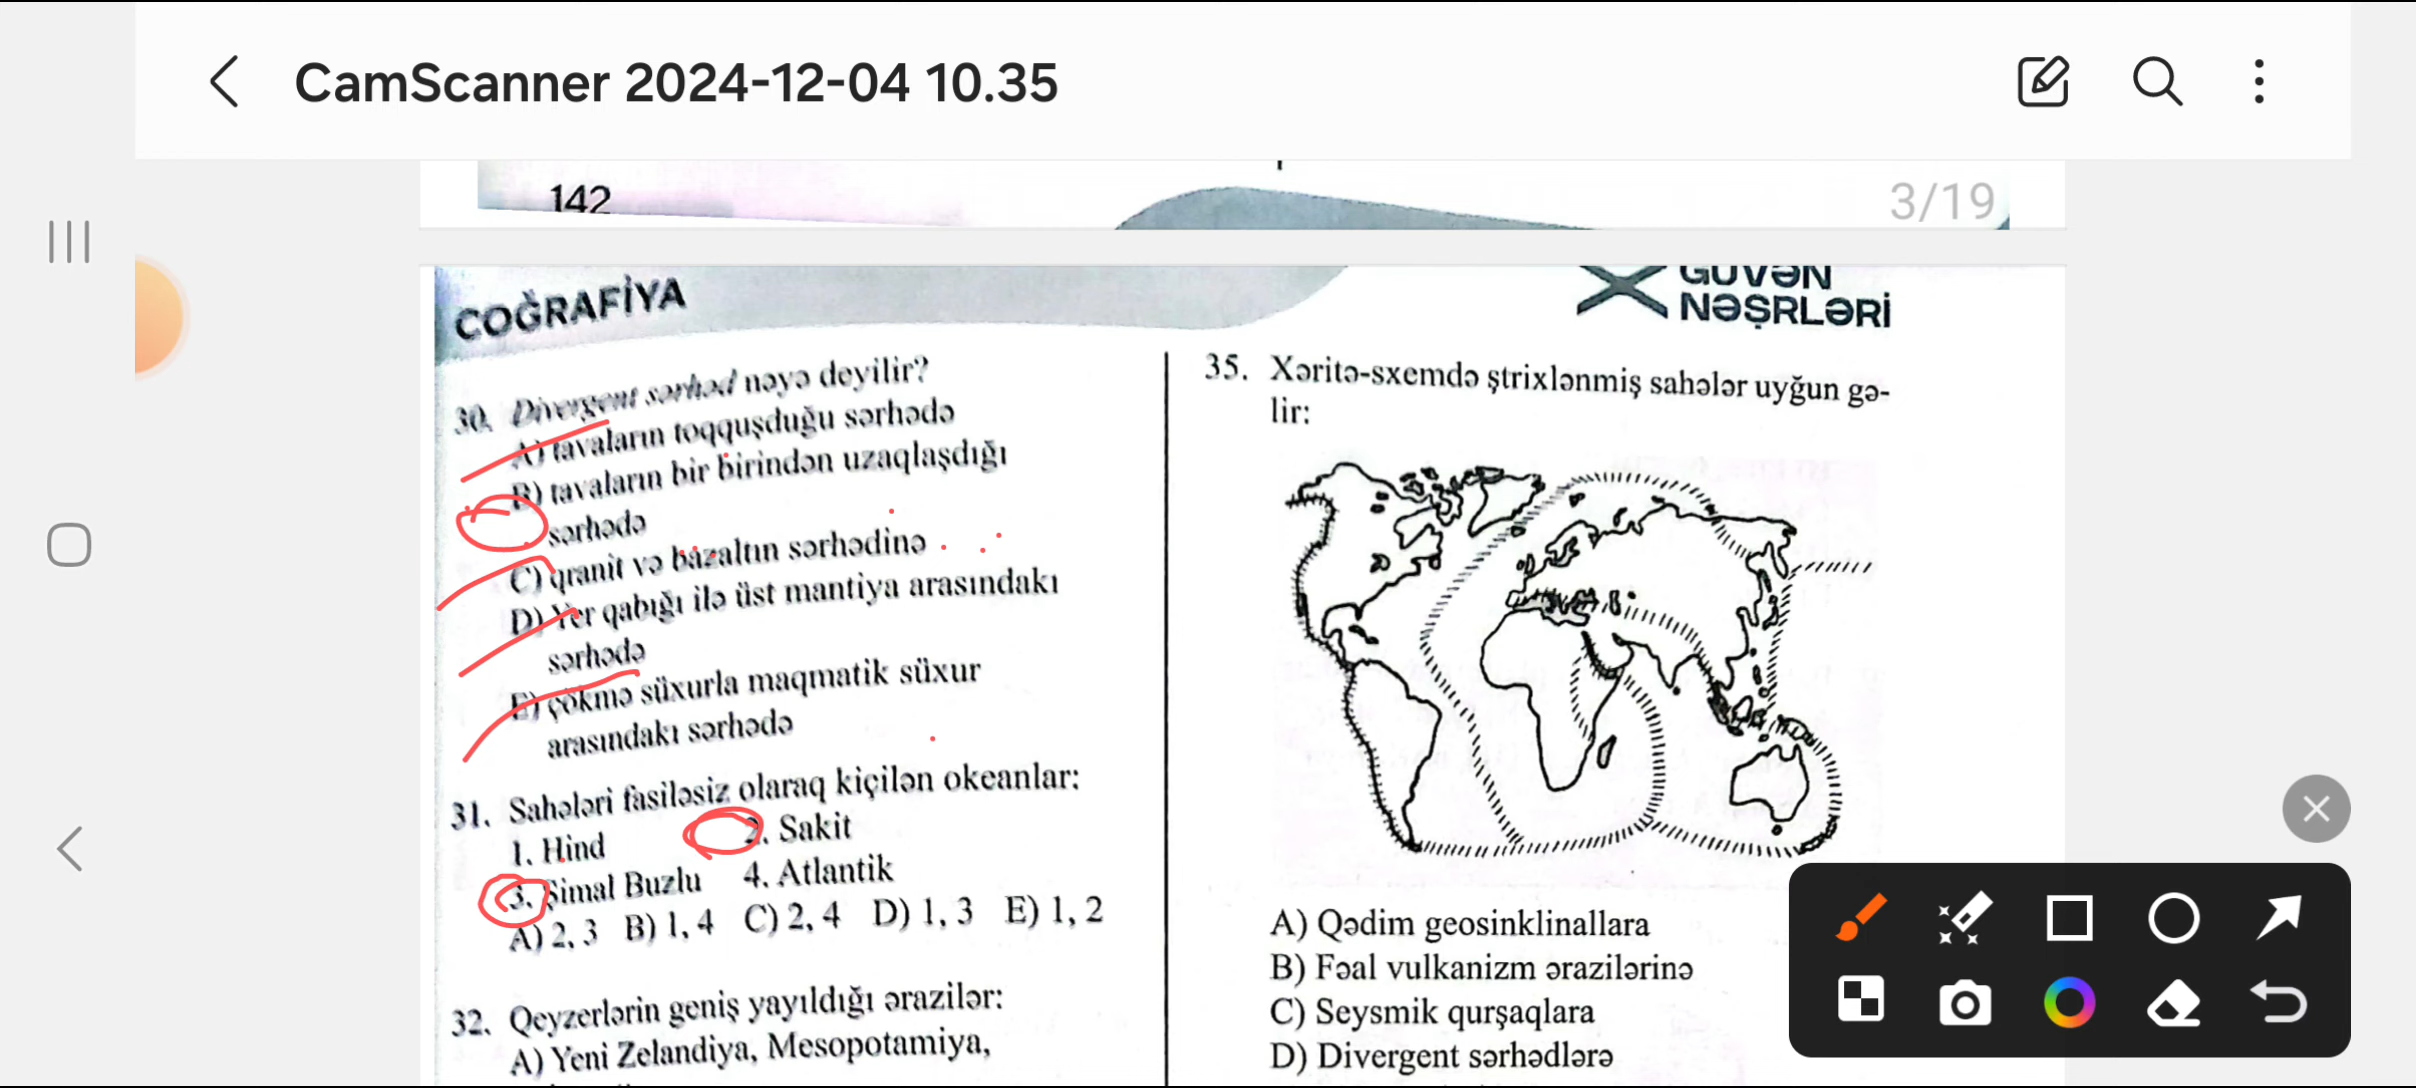 CamScanner 2024-12-04 10.35
142
3/19
COĞRAFİYA
GÜVƏN
NƏŞRLƏRİ
30. Divergent sərhəd nəyə deyilir?
A) tavaların toqquşduğu sərhədə
B) tavaların bir birindən uzaqlaşdığı
sərhədə
C) qranit və bazaltın sərhədinə
D) Yer qabığı ilə üst mantiya arasındakı
sərhədə
E) çökmə süxurla maqmatik süxur
arasındakı sərhədə
31. Sahələri fasiləsiz olaraq kiçilən okeanlar:
1. Hind 2. Sakit
3. Şimal Buzlu 4. Atlantik
A) 2, 3 B) 1, 4 C) 2, 4 D) 1, 3 E) 1, 2
32. Qeyzerlərin geniş yayıldığı ərazilər:
A) Yeni Zelandiya, Mesopotamiya,
35. Xəritə-sxemdə ştrixlənmiş sahələr uyğun gə-
lir:
A) Qədim geosinklinallara
B) Fəal vulkanizm ərazilərinə
C) Seysmik qurşaqlara
D) Divergent sərhədlərə